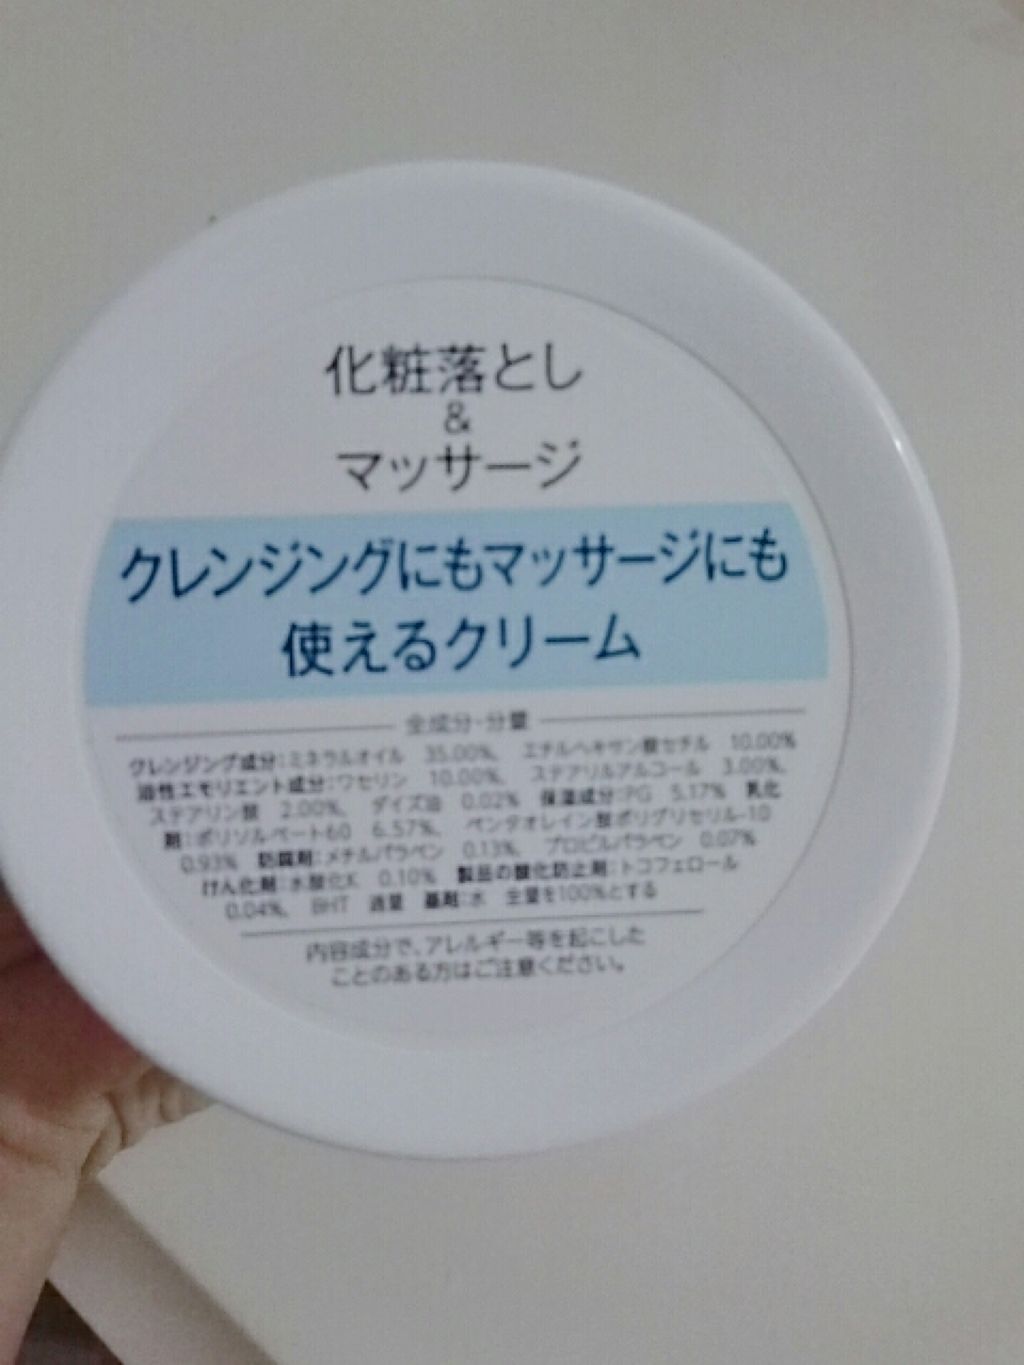 化粧落とし
&
マッサージ
クレンジングにもマッサージにも
使えるクリーム
全成分・分量
クレンジング成分:ミネラルオイル 35.00%、 エチルヘキサン酸セチル 10.00%
油性エモリエント成分:ワセリン 10.00%、 ステアリルアルコール 3.00%、
ステアリン酸 2.00%、 ダイズ油 0.02% 保湿成分:PG 5.17% 乳化
剤:ポリソルベート60 6.57%、 ペンタオレイン酸ポリグリセリル-10
0.93% 防腐剤:メチルパラベン 0.13%、 プロピルパラベン 0.07%
けん化剤:水酸化K 0.10% 製品の酸化防止剤:トコフェロール
0.04%、 BHT 適量 基剤:水 全量を100%とする
内容成分で、アレルギー等を起こした
ことのある方はご注意ください。